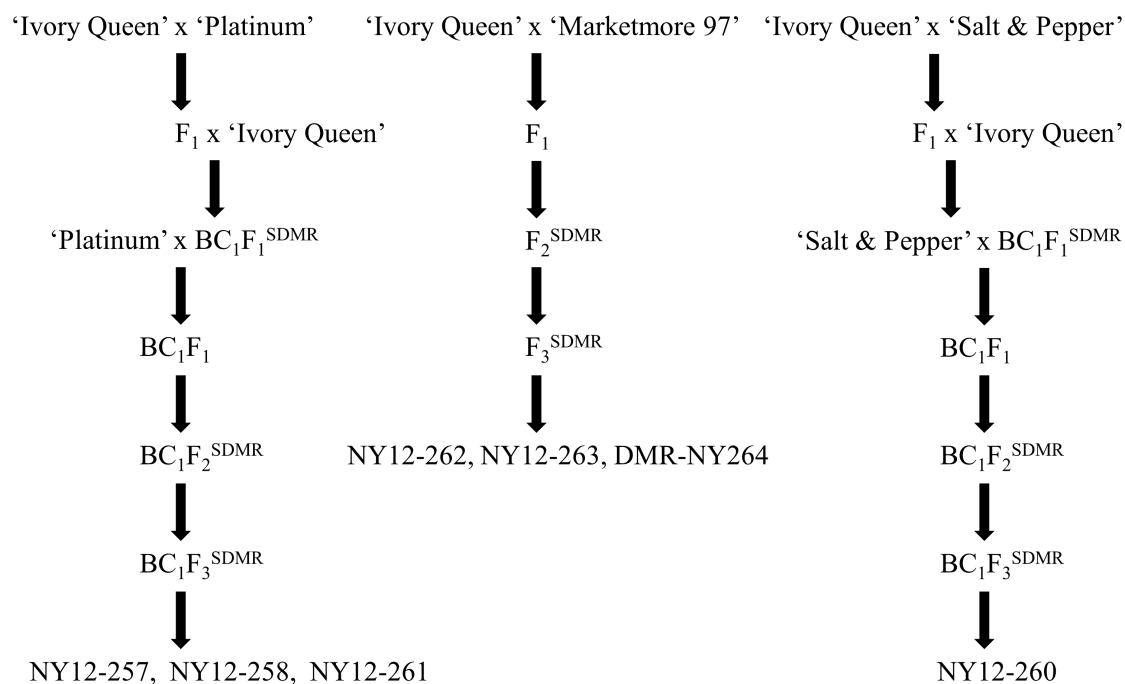 ‘Ivory Queen’ x ‘Platinum’
F₁ x ‘Ivory Queen’
‘Platinum’ x BC₁F₁ˢᴰᴹᴿ
BC₁F₁
BC₁F₂ˢᴰᴹᴿ
BC₁F₃ˢᴰᴹᴿ
NY12-257, NY12-258, NY12-261
‘Ivory Queen’ x ‘Marketmore 97’
F₁
F₂ˢᴰᴹᴿ
F₃ˢᴰᴹᴿ
NY12-262, NY12-263, DMR-NY264
‘Ivory Queen’ x ‘Salt & Pepper’
F₁ x ‘Ivory Queen’
‘Salt & Pepper’ x BC₁F₁ˢᴰᴹᴿ
BC₁F₁
BC₁F₂ˢᴰᴹᴿ
BC₁F₃ˢᴰᴹᴿ
NY12-260